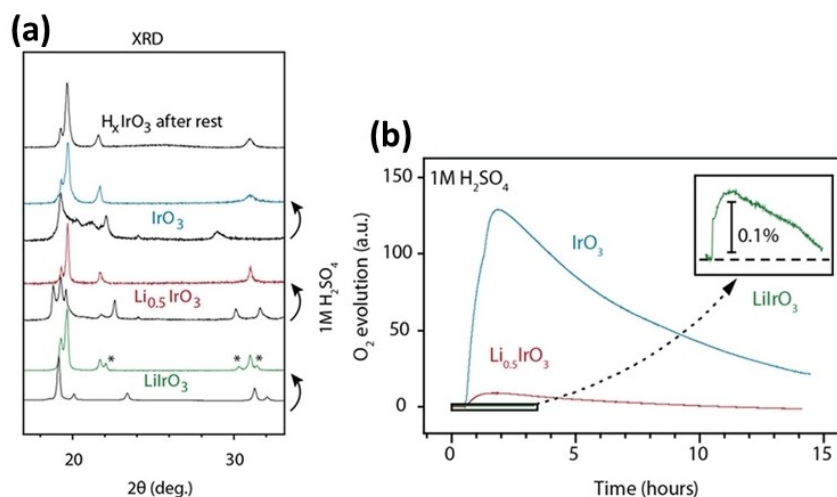 (a)
XRD
HₓIrO₃ after rest
IrO₃
Li₀.₅IrO₃
* * *
LiIrO₃
1M H₂SO₄
20 30
2θ (deg.)
(b)
1M H₂SO₄
150
100
50
0
O₂ evolution (a.u.)
IrO₃
Li₀.₅IrO₃
0.1%
LiIrO₃
0 5 10 15
Time (hours)